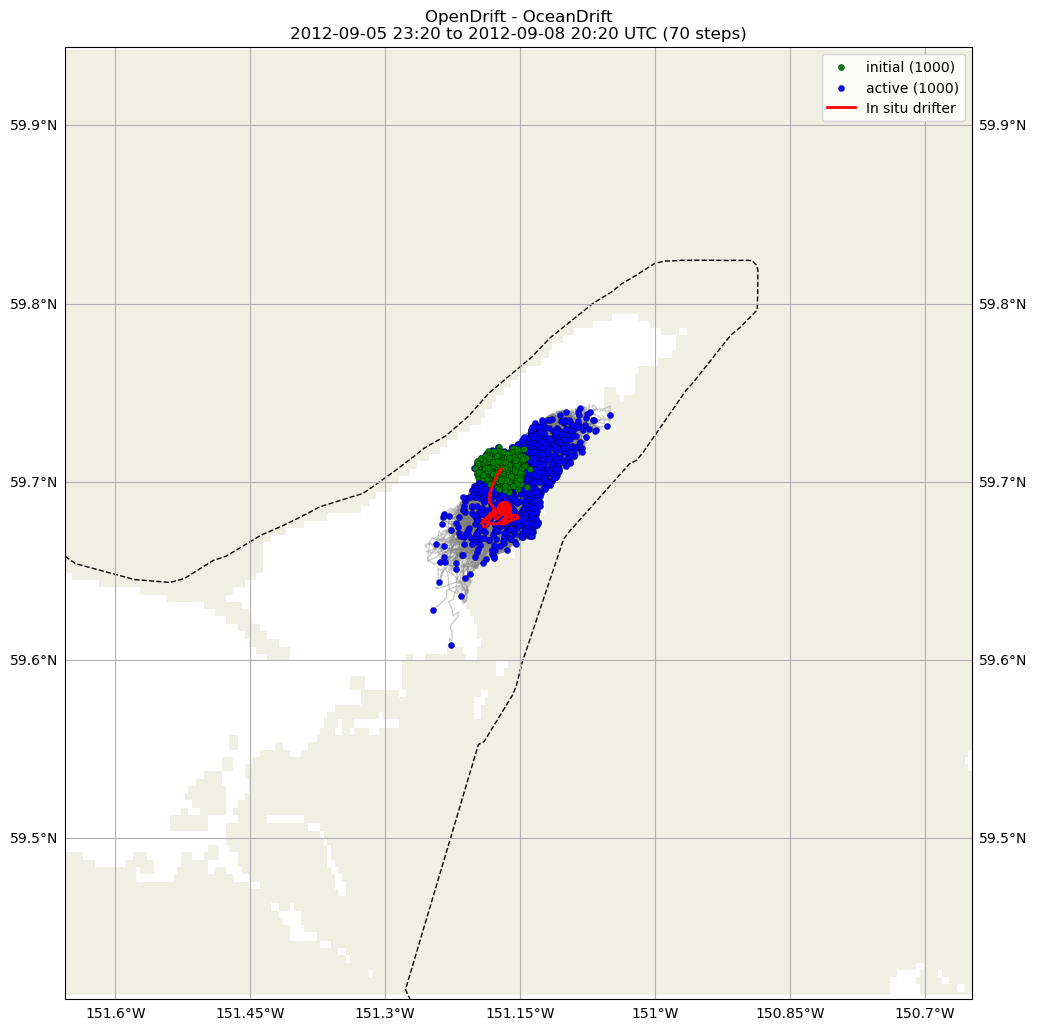 OpenDrift - OceanDrift
2012-09-05 23:20 to 2012-09-08 20:20 UTC (70 steps)
initial (1000)
active (1000)
In situ drifter
59.9°N 59.9°N
59.8°N 59.8°N
59.7°N 59.7°N
59.6°N 59.6°N
59.5°N 59.5°N
151.6°W 151.45°W 151.3°W 151.15°W 151°W 150.85°W 150.7°W